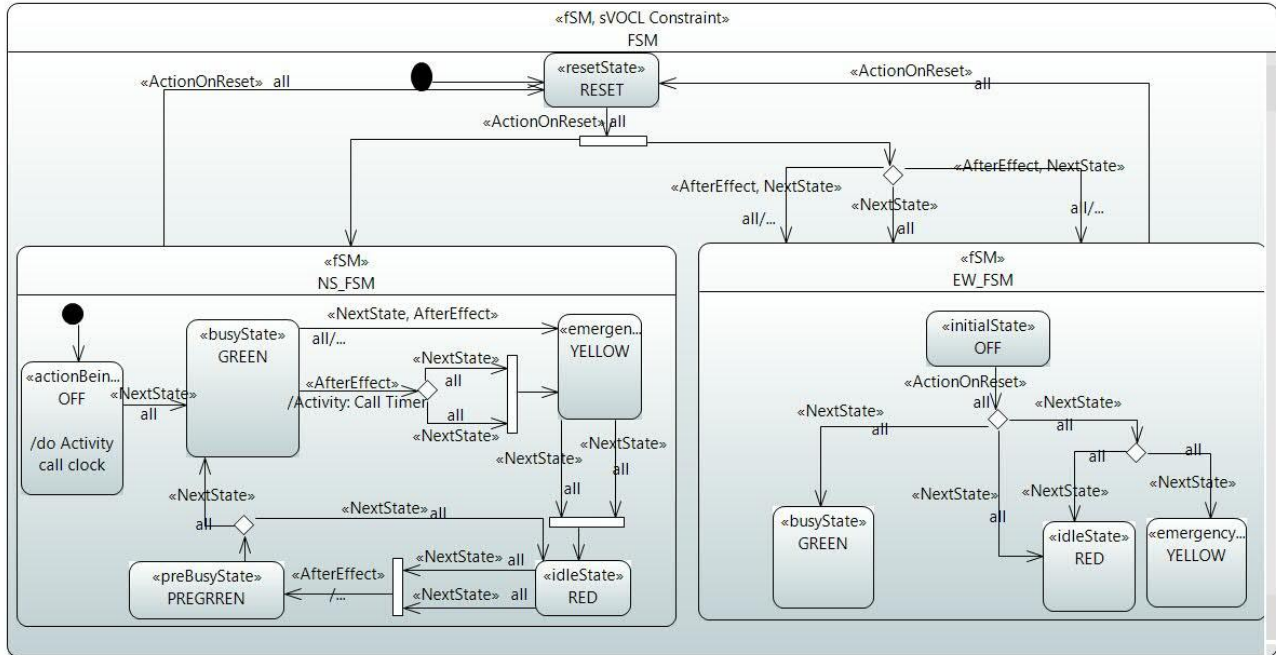 «fSM, sVOCL Constraint»
FSM
«ActionOnReset» all
«resetState»
RESET
«ActionOnReset»
all
«ActionOnReset» all
«AfterEffect, NextState»
«AfterEffect, NextState»
«NextState»
all/...
all
all/...
«fSM»
NS_FSM
«NextState, AfterEffect»
«busyState»
GREEN
all/...
«emergen...
YELLOW
«NextState»
all
«actionBein...
OFF
/do Activity
call clock
«NextState»
all
«AfterEffect»
/Activity: Call Timer
all
«NextState»
«NextState»
«NextState»
all
all
«NextState»
all
«NextState»
all
«preBusyState»
PREGRREN
«AfterEffect»
/...
«NextState»
all
«NextState»
all
«idleState»
RED
«fSM»
EW_FSM
«initialState»
OFF
«ActionOnReset»
all
«NextState»
all
«NextState»
all
all
all
«NextState»
all
«NextState»
«NextState»
«busyState»
GREEN
«idleState»
RED
«emergency...
YELLOW